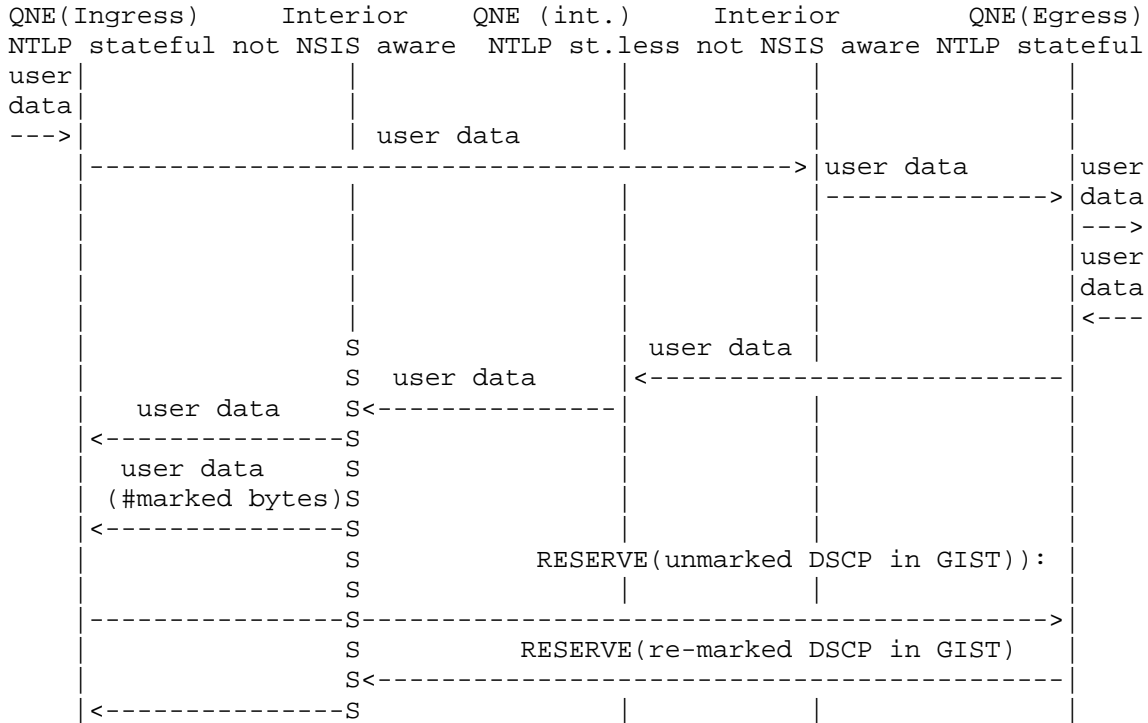 QNE(Ingress)     Interior    QNE (int.)     Interior        QNE(Egress)
NTLP stateful not NSIS aware  NTLP st.less not NSIS aware NTLP stateful
user|                |                |           |               |
data|                |                |           |               |
--->|                | user data      |           |               |
    |-------------------------------------------->|user data      |user
    |                |                |           |-------------->|data
    |                |                |           |               |--->
    |                |                |           |               |user
    |                |                |           |               |data
    |                |                |           |               |<---
    |                S                | user data |               |
    |                S  user data     |<--------------------------|
    |   user data    S<---------------|           |               |
    |<---------------S                |           |               |
    |  user data     S                |           |               |
    | (#marked bytes)S                |           |               |
    |<---------------S                |           |               |
    |                S           RESERVE(unmarked DSCP in GIST)): |
    |                S                |           |               |
    |----------------S------------------------------------------->|
    |                S          RESERVE(re-marked DSCP in GIST)   |
    |                S<-------------------------------------------|
    |<---------------S                |           |               |